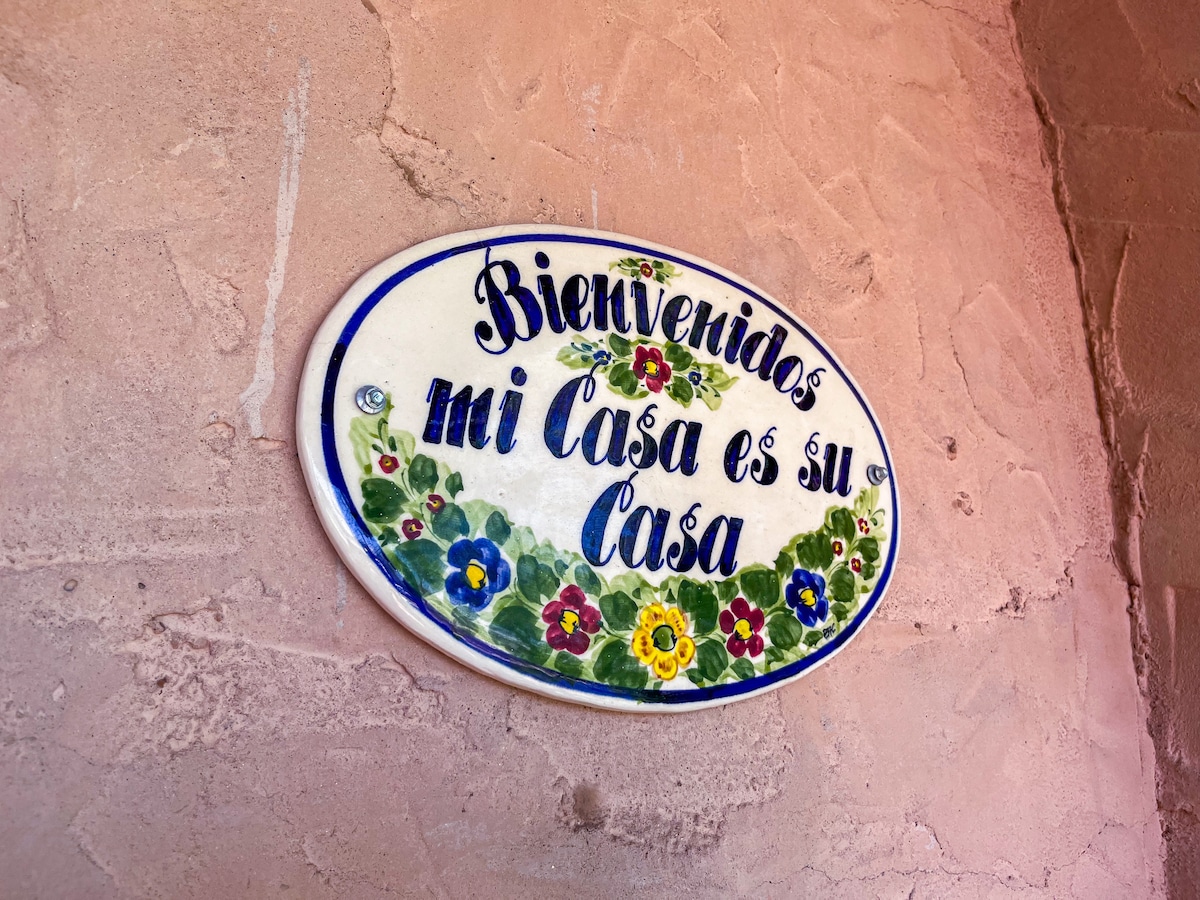 Bienvenidos
mi Casa es su
Casa